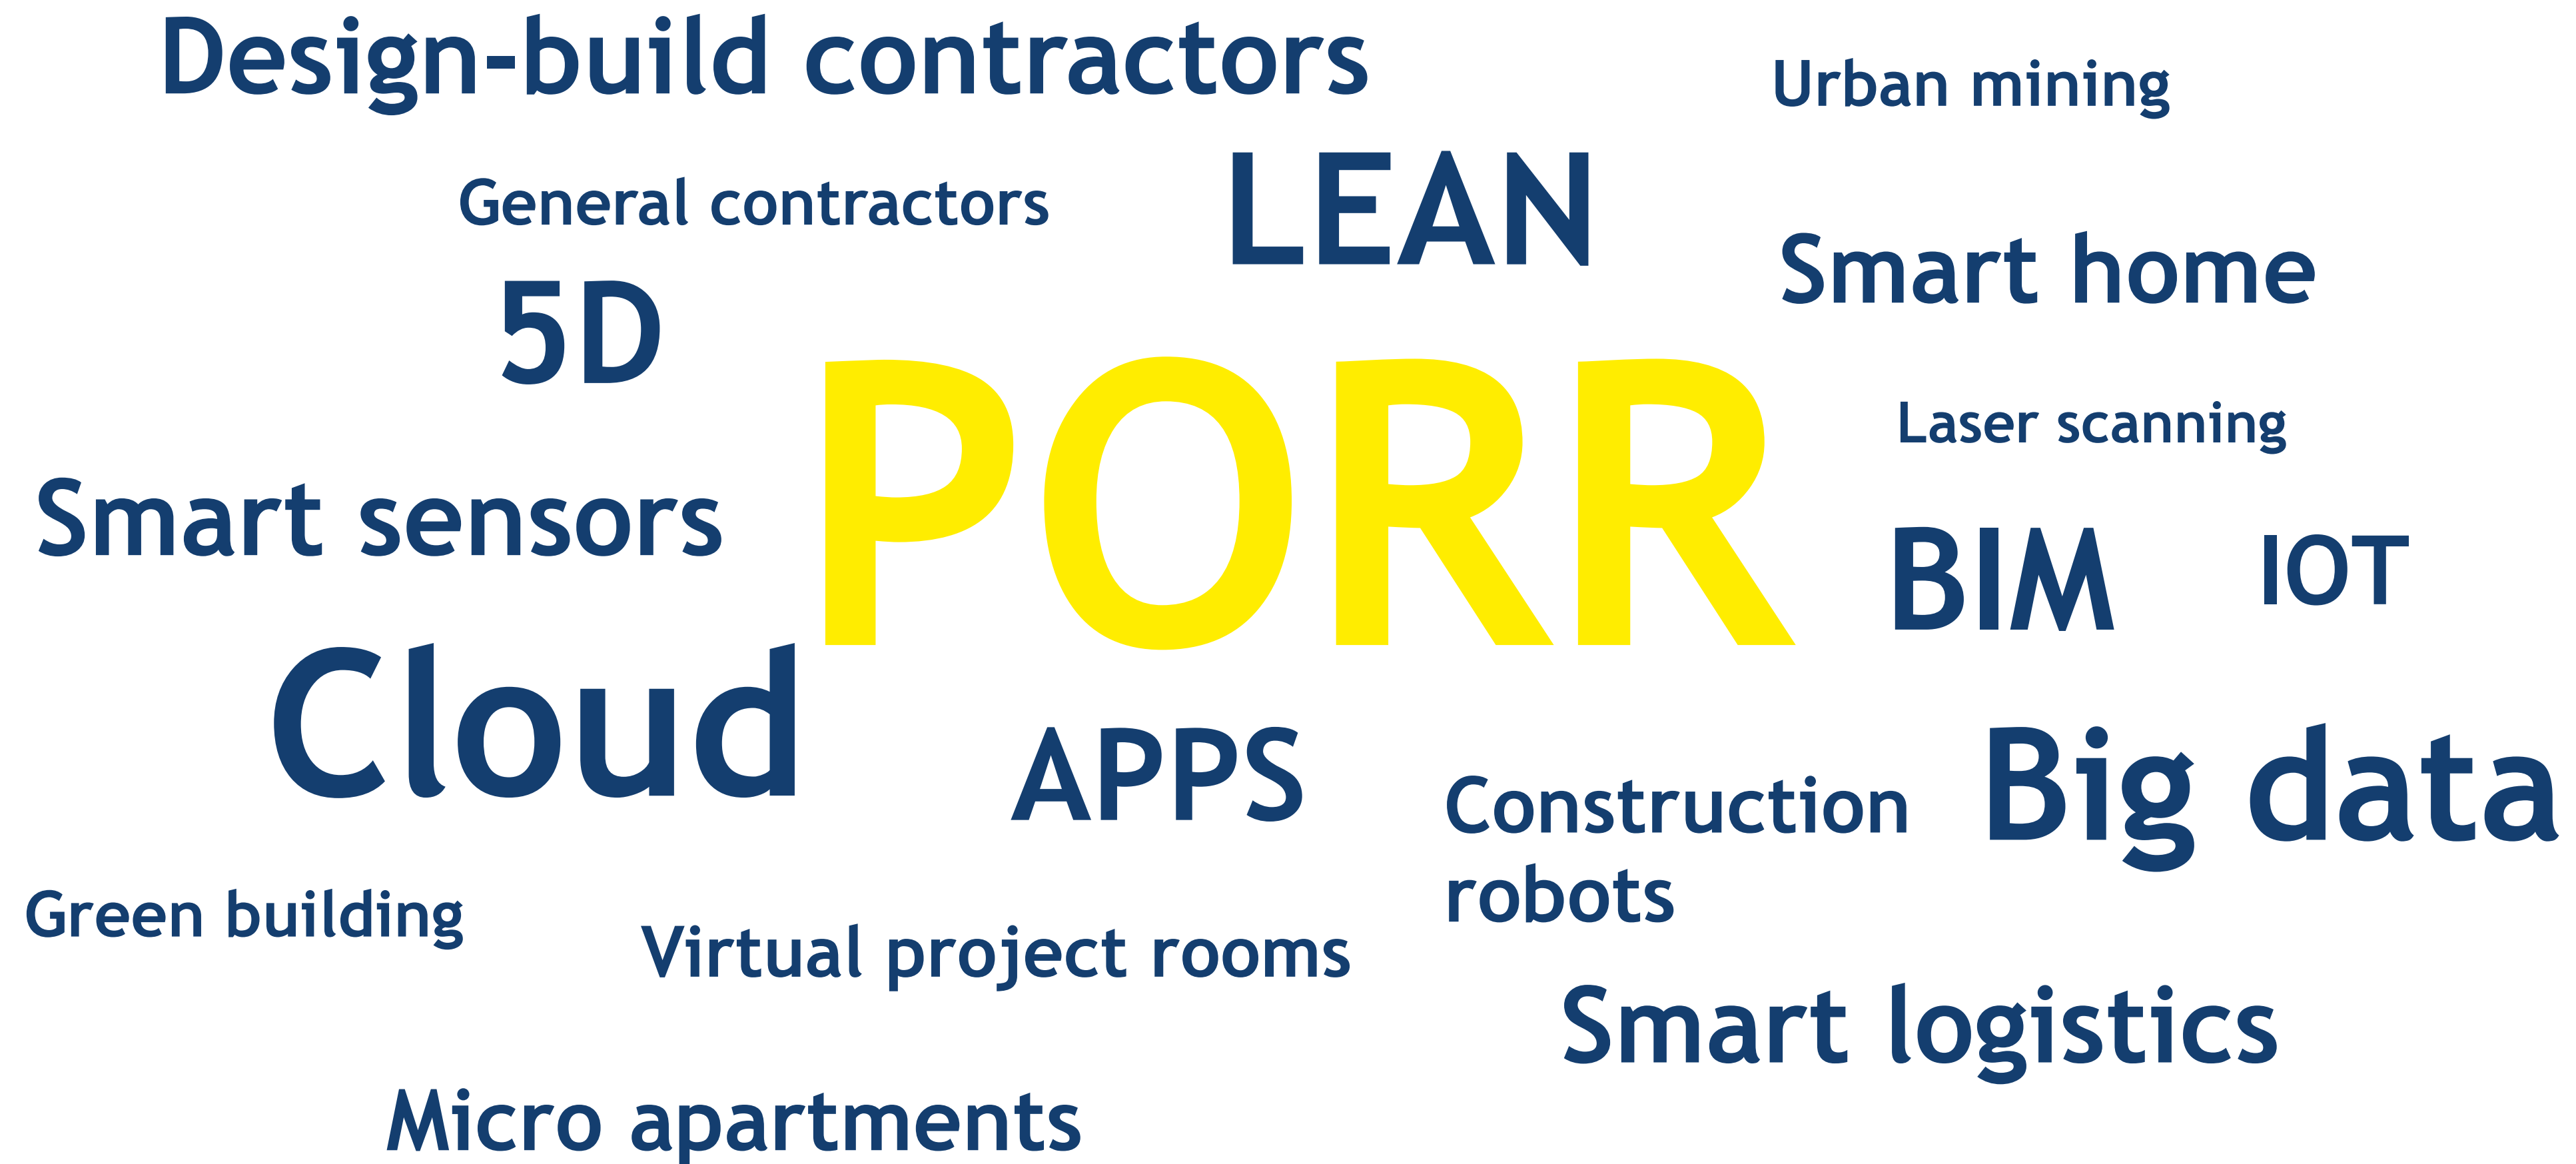 Design-build contractors
Urban mining
General contractors
LEAN
Smart home
5D
PORR
Laser scanning
Smart sensors
BIM
IOT
Cloud
APPS
Construction
robots
Big data
Green building
Virtual project rooms
Smart logistics
Micro apartments